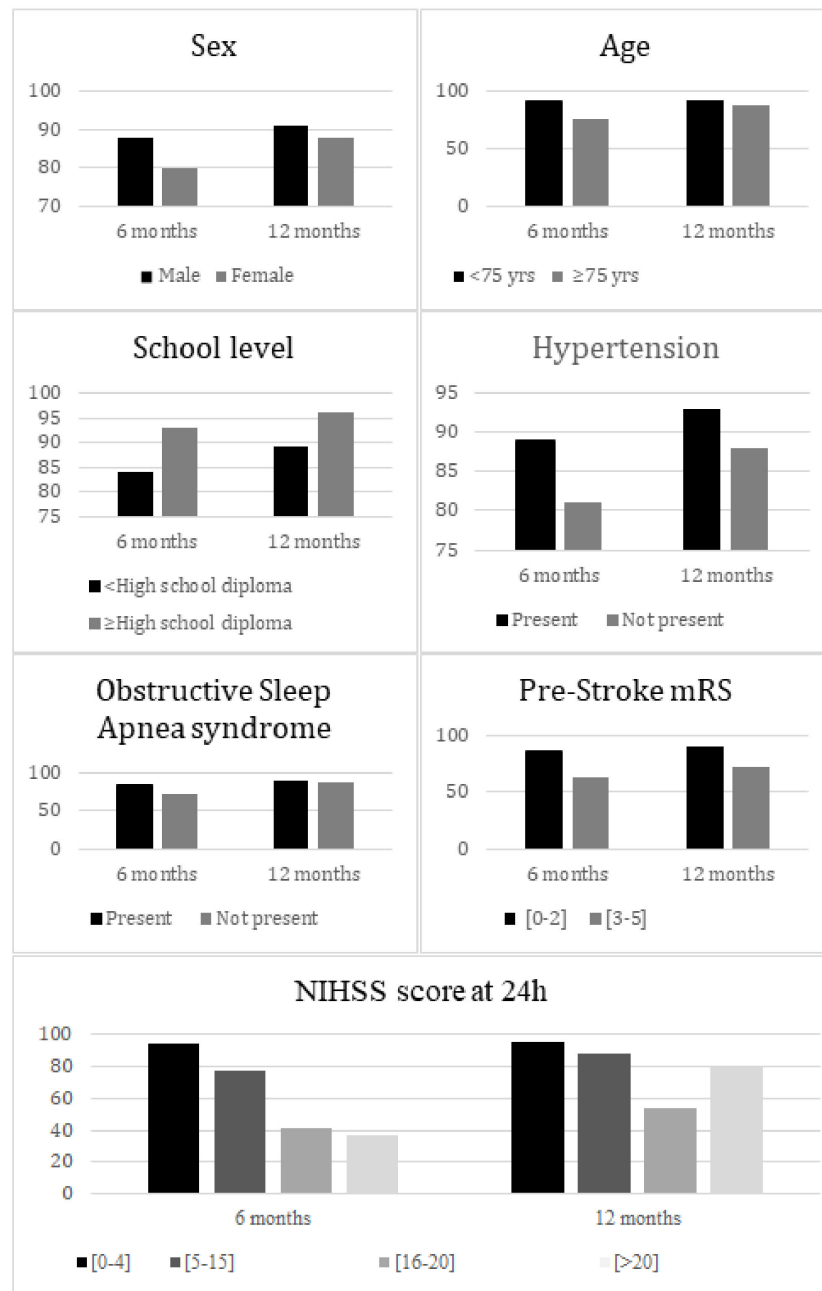 Sex
100
90
80
70
6 months 12 months
■ Male ■ Female
Age
100
50
0
6 months 12 months
■ <75 yrs ■ ≥75 yrs
School level
100
95
90
85
80
75
6 months 12 months
■ <High school diploma
■ ≥High school diploma
Hypertension
95
90
85
80
75
6 months 12 months
■ Present ■ Not present
Obstructive Sleep
Apnea syndrome
100
50
0
6 months 12 months
■ Present ■ Not present
Pre-Stroke mRS
100
50
0
6 months 12 months
■ [0-2] ■ [3-5]
NIHSS score at 24h
100
80
60
40
20
0
6 months 12 months
■ [0-4] ■ [5-15] ■ [16-20] ■ [>20]